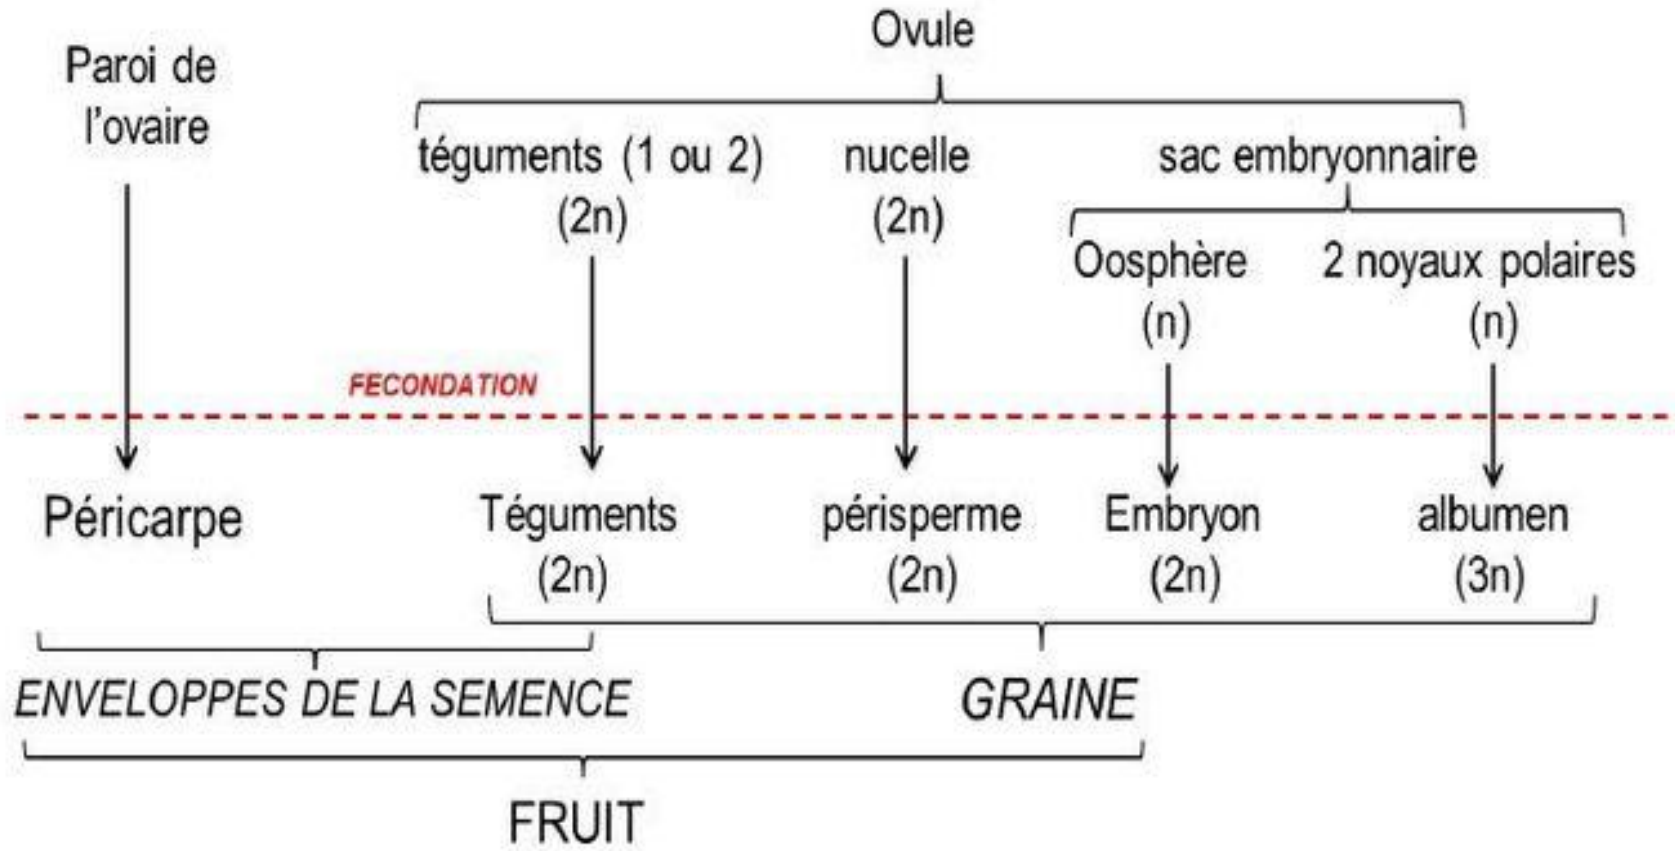 Ovule
Paroi de
l'ovaire
téguments (1 ou 2)
(2n)
nucelle
(2n)
sac embryonnaire
Oosphère
(n)
2 noyaux polaires
(n)
FECONDATION
Péricarpe
Téguments
(2n)
périsperme
(2n)
Embryon
(2n)
albumen
(3n)
ENVELOPPES DE LA SEMENCE
GRAINE
FRUIT